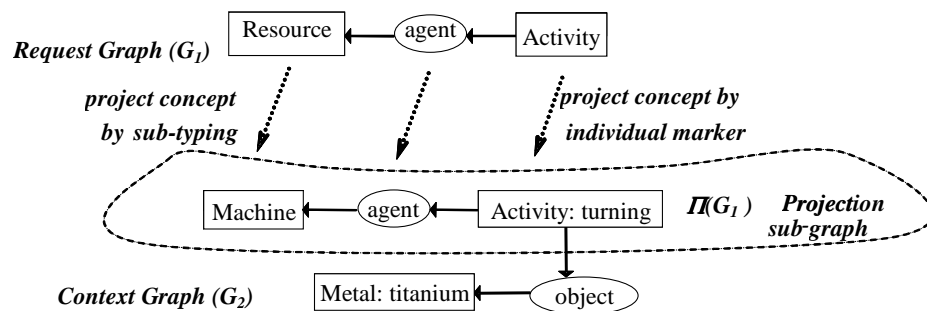 Resource
agent
Activity
Request Graph (G1)
project concept
by sub-typing
project concept by
individual marker
Machine
agent
Activity: turning
Π(G1 )
Projection
sub-graph
Context Graph (G2)
Metal: titanium
object